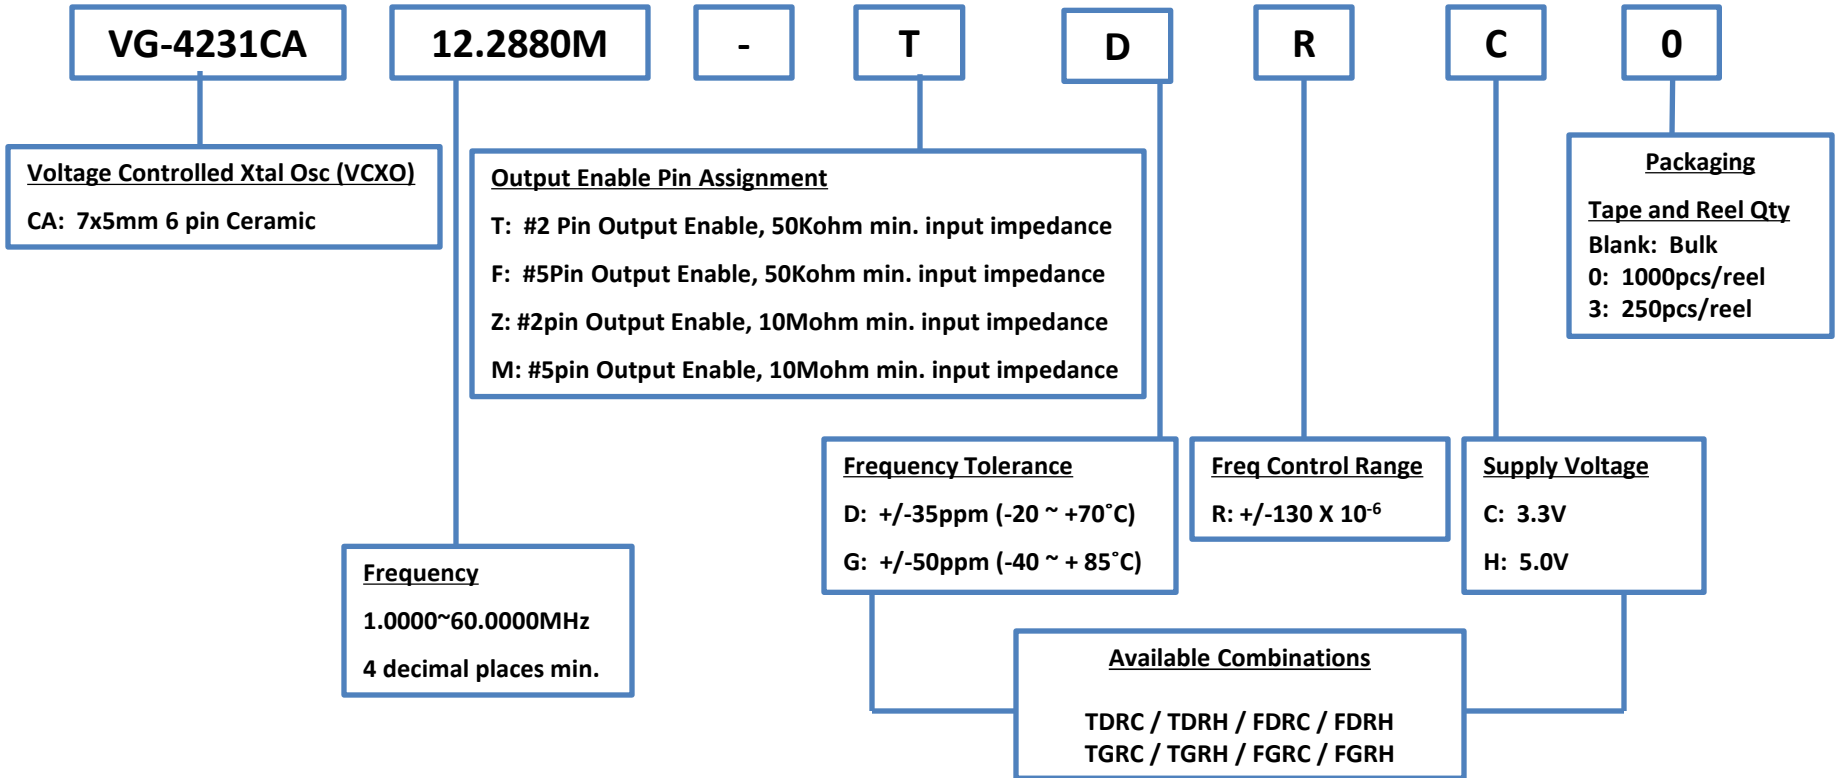 VG-4231CA 12.2880M - T D R C 0
Voltage Controlled Xtal Osc (VCXO)
CA:  7x5mm 6 pin Ceramic
Output Enable Pin Assignment
T:  #2 Pin Output Enable, 50Kohm min. input impedance
F:  #5Pin Output Enable, 50Kohm min. input impedance
Z: #2pin Output Enable, 10Mohm min. input impedance
M: #5pin Output Enable, 10Mohm min. input impedance
Packaging
Tape and Reel Qty
Blank:  Bulk
0:  1000pcs/reel
3:  250pcs/reel
Frequency Tolerance
D:  +/-35ppm (-20 ~ +70˚C)
G:  +/-50ppm (-40 ~ + 85˚C)
Freq Control Range
R: +/-130 X 10⁻⁶
Supply Voltage
C:  3.3V
H:  5.0V
Frequency
1.0000~60.0000MHz
4 decimal places min.
Available Combinations
TDRC / TDRH / FDRC / FDRH
TGRC / TGRH / FGRC / FGRH